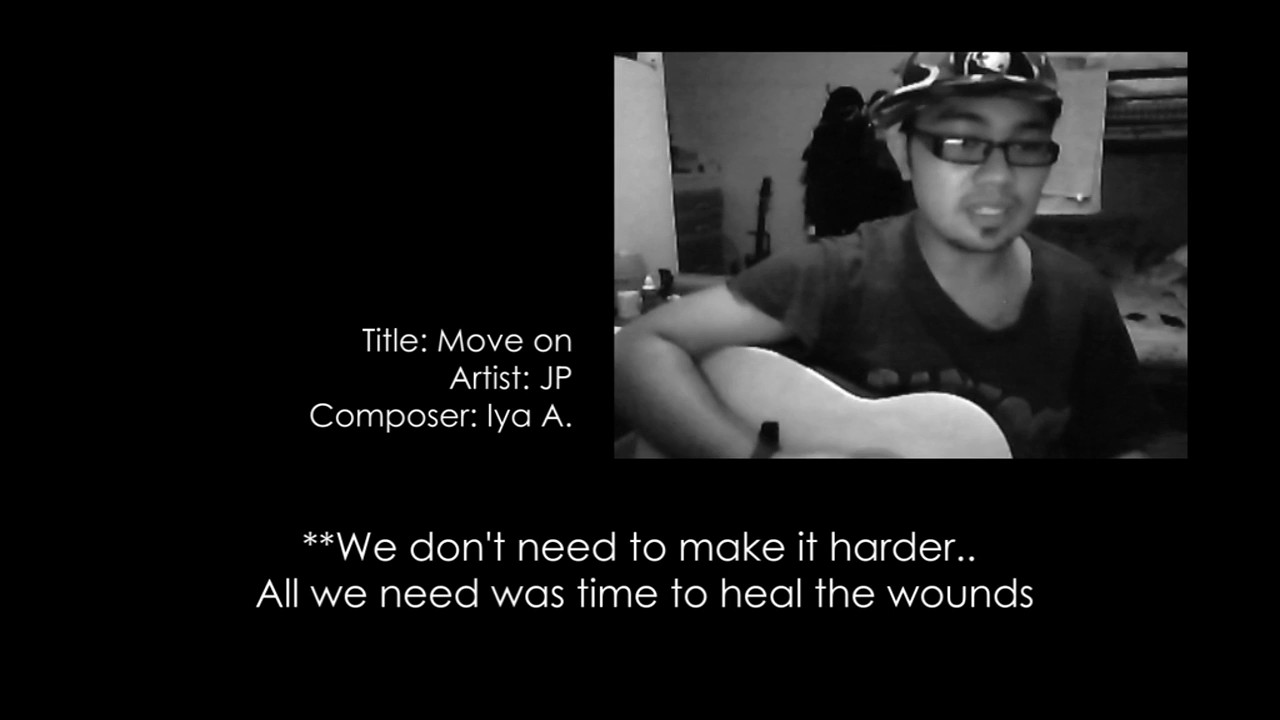 Title: Move on
Artist: JP
Composer: Iya A.
**We don't need to make it harder..
All we need was time to heal the wounds